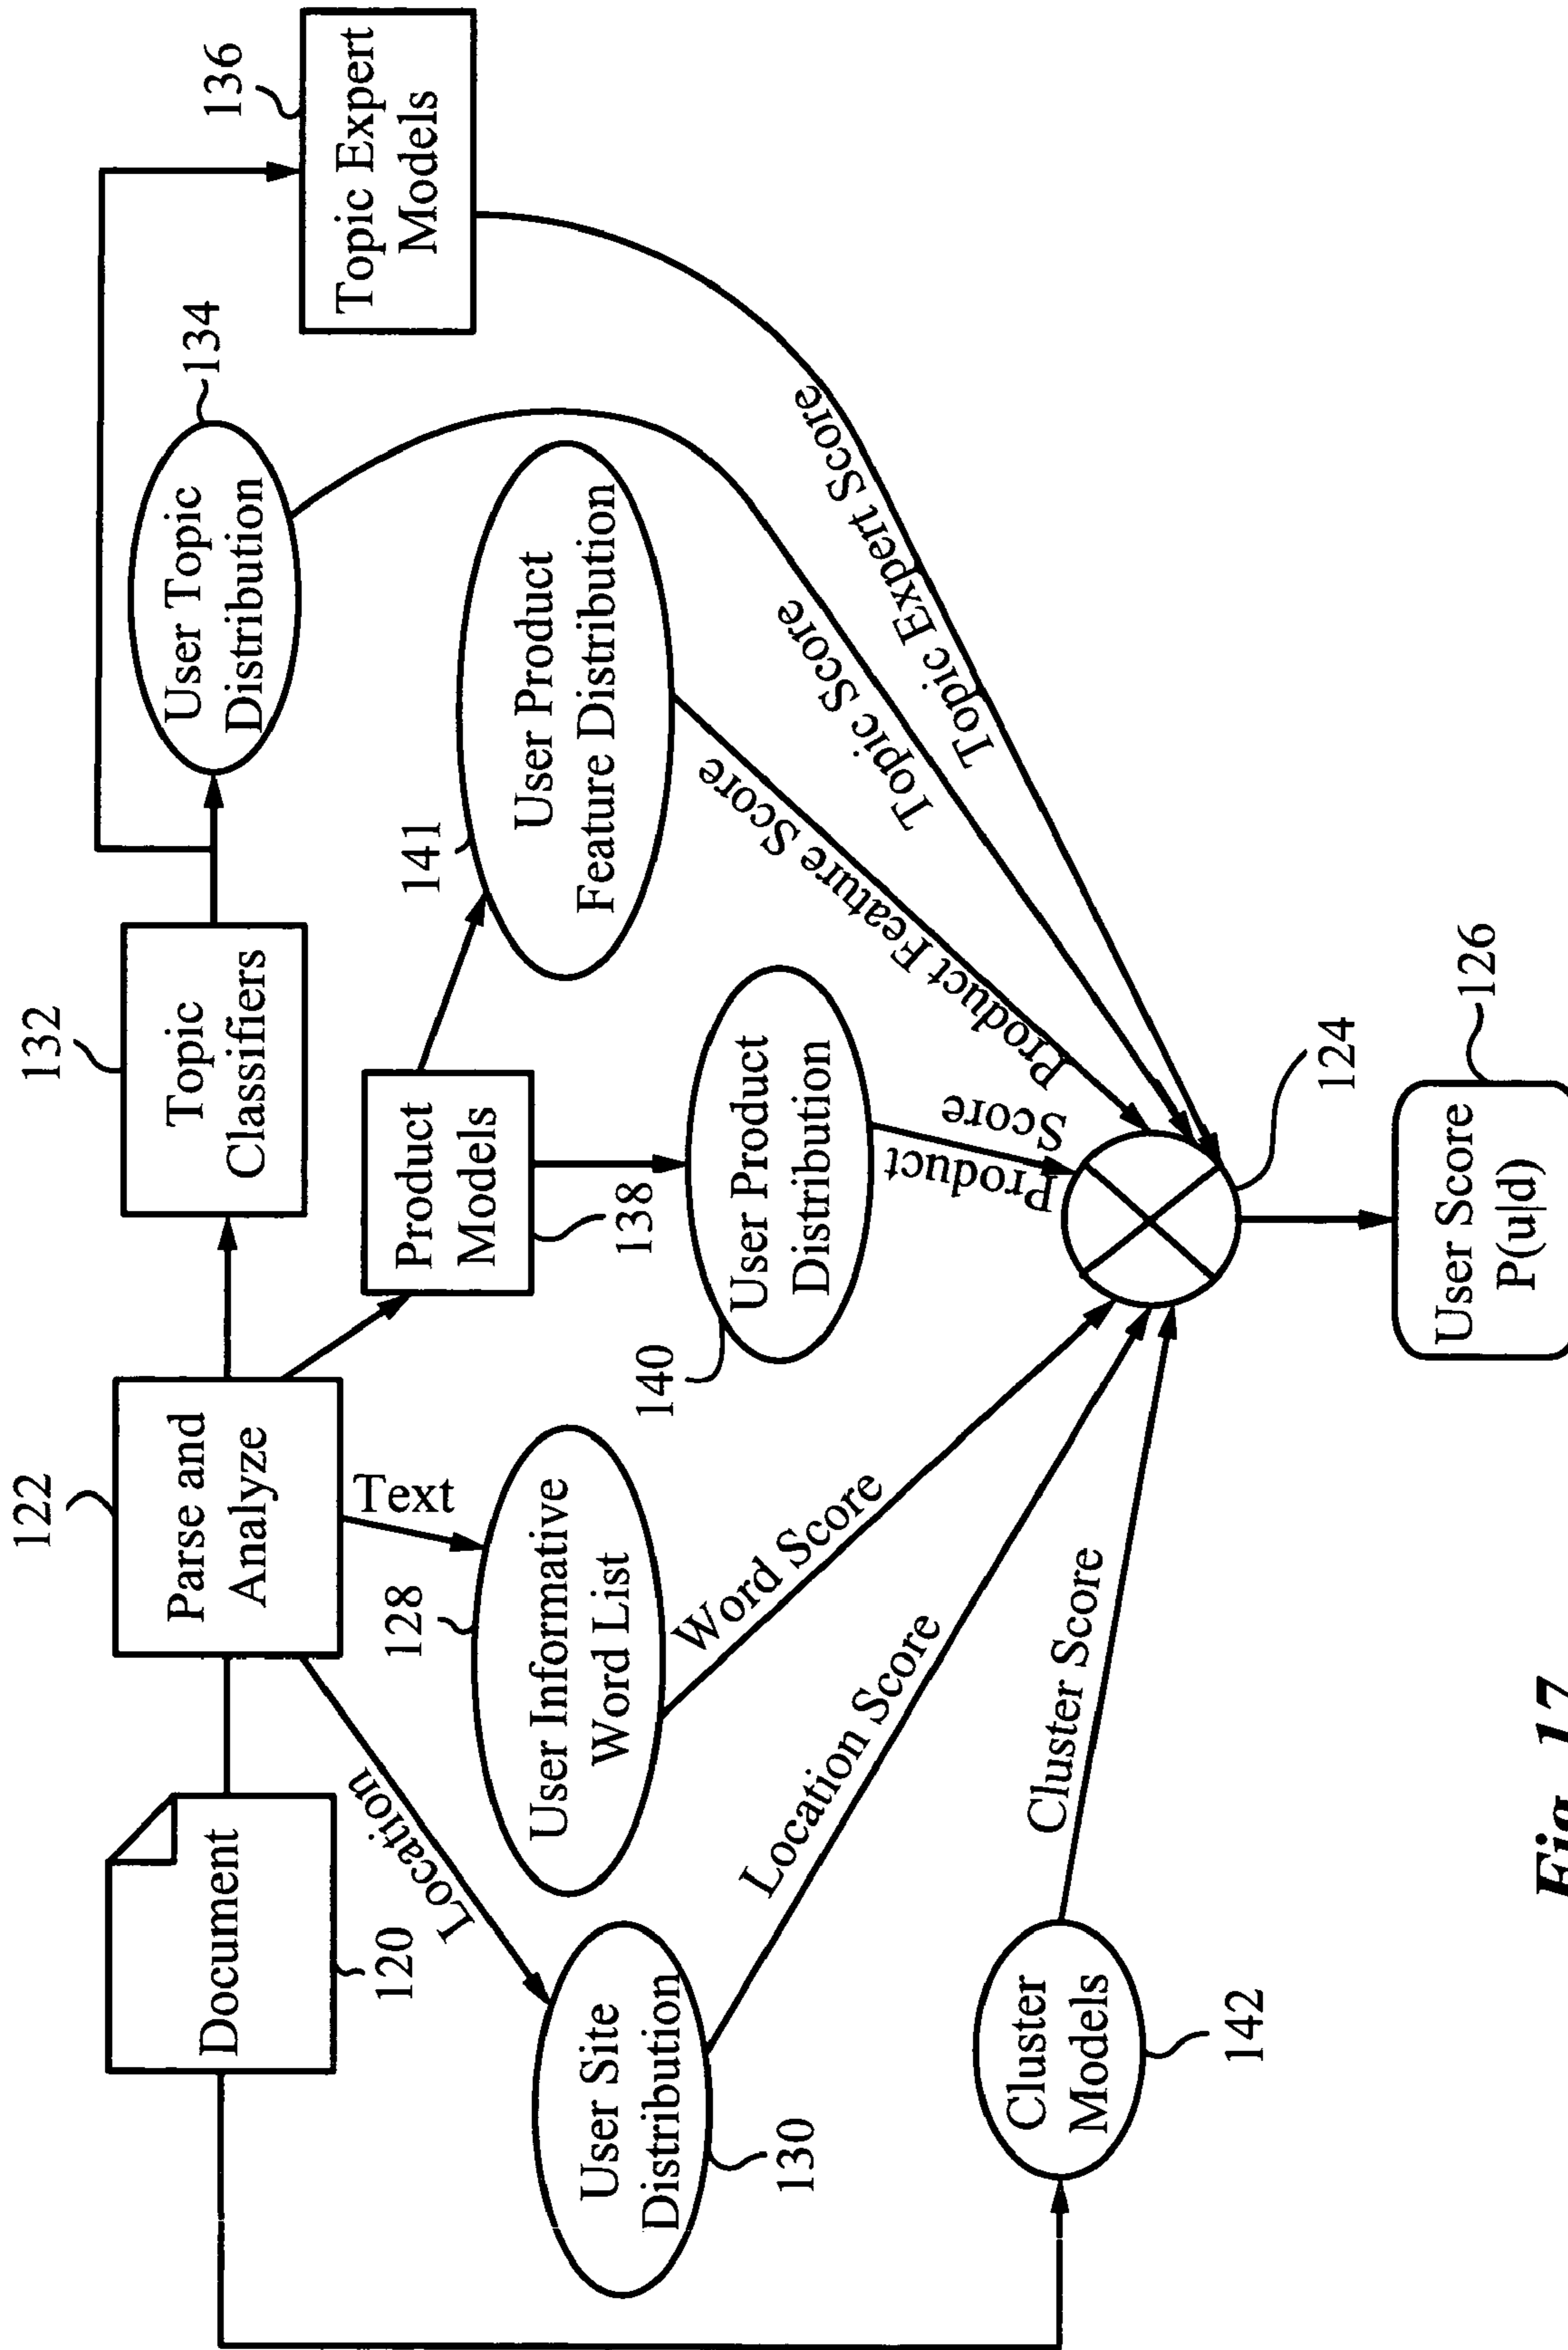 120
Document
122
Parse and
Analyze
132
Topic
Classifiers
134
User Topic
Distribution
136
Topic Expert
Models
Location
Text
138
Product
Models
141
User Product
Feature Distribution
130
User Site
Distribution
128
User Informative
Word List
140
User Product
Distribution
142
Cluster
Models
Cluster Score
Location Score
Word Score
Product
Score
Product Feature Score
Topic Score
Topic Expert Score
124
User Score
P(u|d)
126
Fig. 17